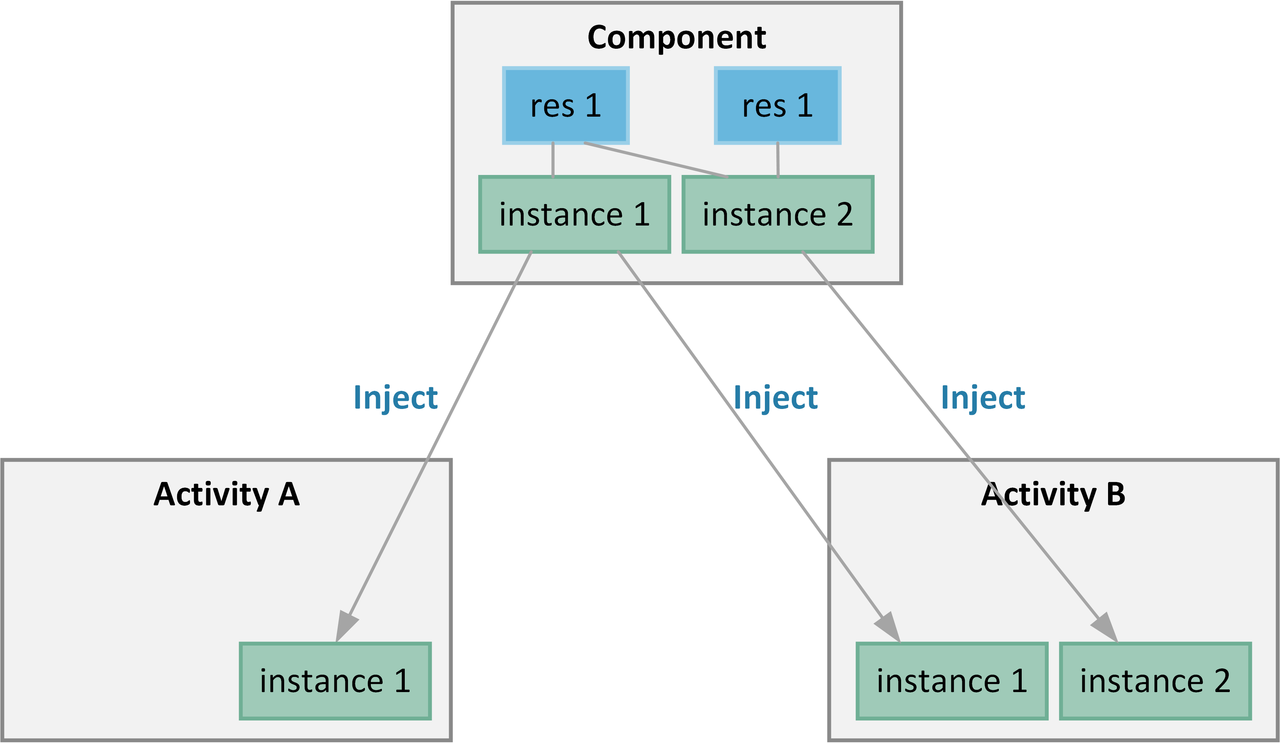 Component
res 1
res 1
instance 1
instance 2
Inject
Inject
Inject
Activity A
Activity B
instance 1
instance 1
instance 2